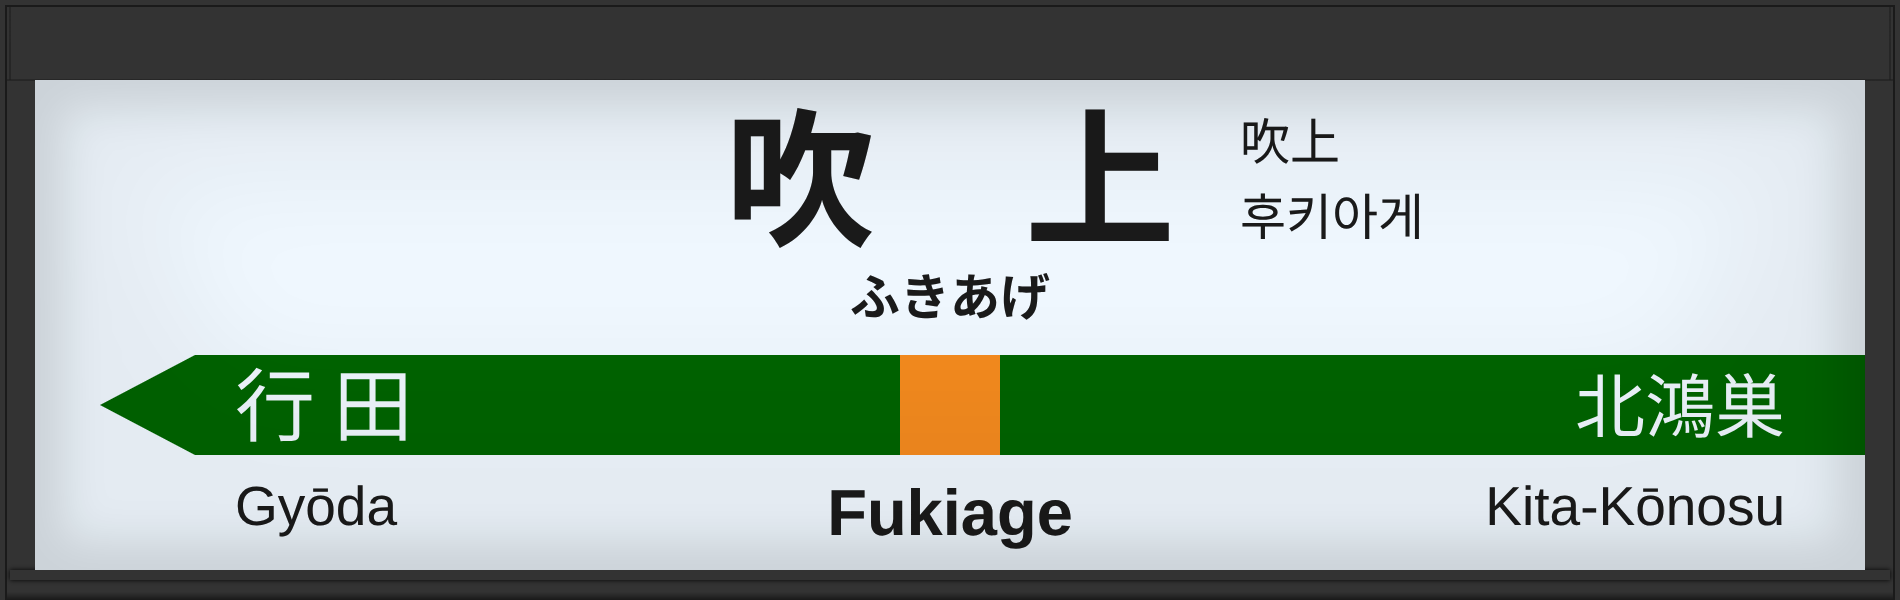 吹 上
吹上
후키아게
ふきあげ
行 田
北鴻巣
Gyōda
Fukiage
Kita-Kōnosu